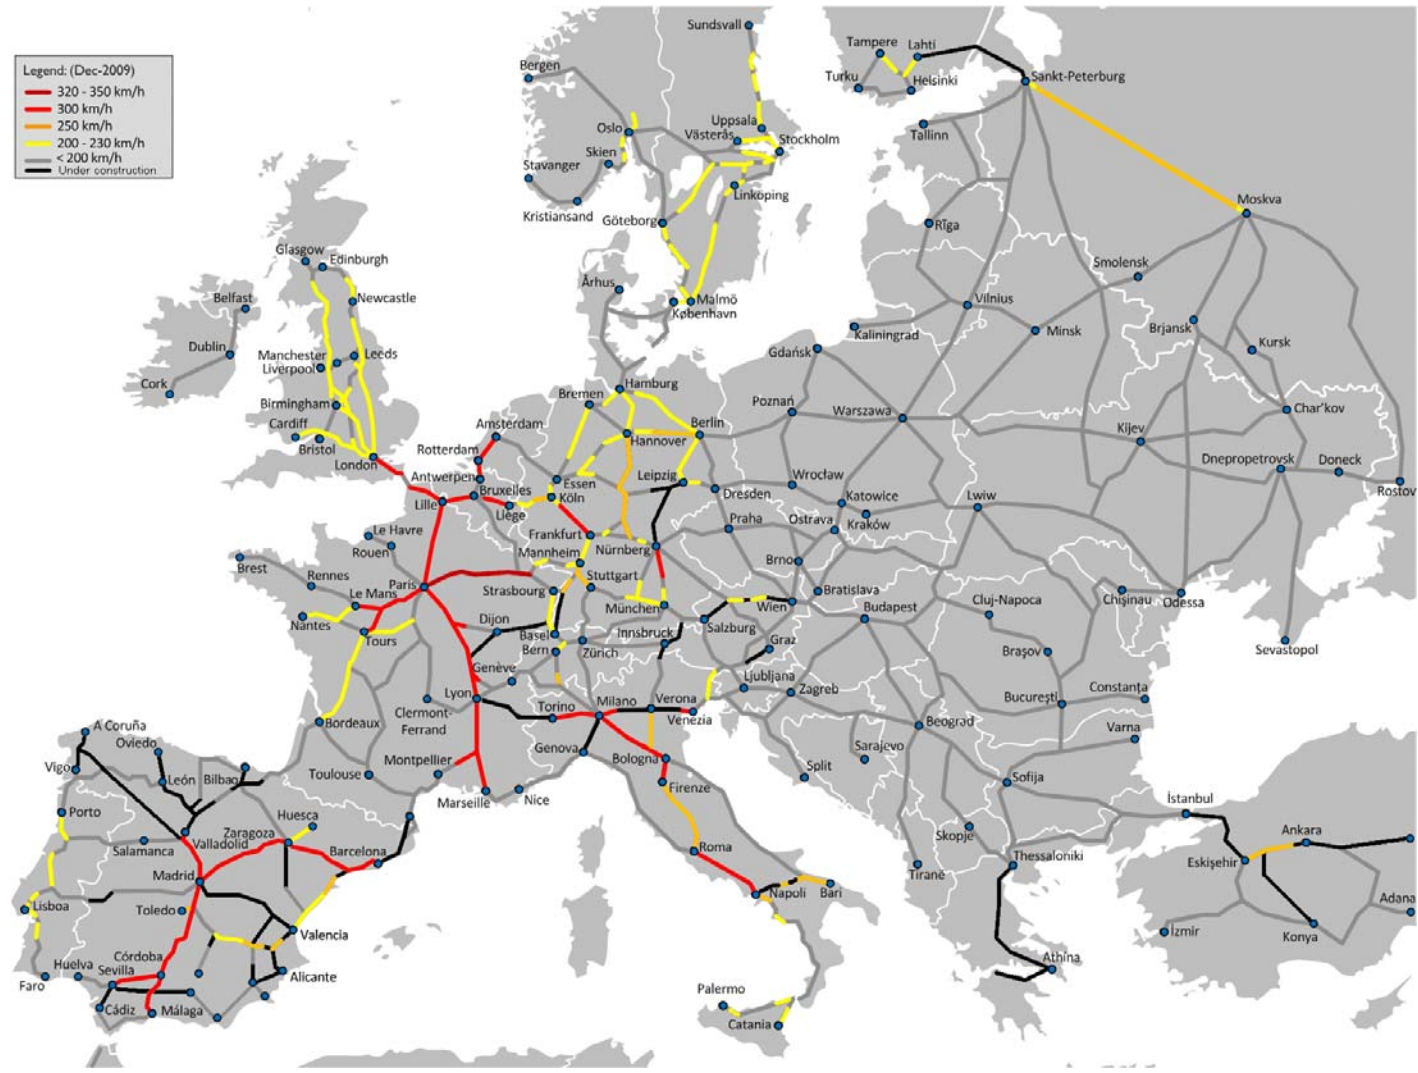 Sundsvall
Tampere
Lahti
Legend: (Dec-2009)
320 - 350 km/h
300 km/h
250 km/h
200 - 230 km/h
< 200 km/h
Under construction
Bergen
Turku
Helsinki
Sankt-Peterburg
Oslo
Uppsala
Västerås
Stockholm
Tallinn
Skien
Stavanger
Linköping
Kristiansand
Göteborg
Rīga
Moskva
Glasgow
Edinburgh
Smolensk
Belfast
Newcastle
Århus
Malmö
København
Vilnius
Minsk
Brjansk
Kaliningrad
Kursk
Dublin
Manchester
Leeds
Liverpool
Gdańsk
Cork
Hamburg
Bremen
Birmingham
Poznań
Warszawa
Char'kov
Cardiff
Bristol
Amsterdam
Hannover
Berlin
Kijev
London
Rotterdam
Antwerpen
Essen
Leipzig
Dnepropetrovsk
Doneck
Bruxelles
Köln
Dresden
Wrocław
Katowice
Rostov
Lille
Liège
Lwiw
Le Havre
Rouen
Frankfurt
Nürnberg
Praha
Ostrava
Kraków
Brest
Mannheim
Brno
Rennes
Paris
Stuttgart
Strasbourg
Bratislava
Le Mans
München
Wien
Budapest
Cluj-Napoca
Chişinau
Odessa
Nantes
Tours
Dijon
Basel
Innsbruck
Salzburg
Bern
Zürich
Graz
Braşov
Sevastopol
Genève
Ljubljana
Zagreb
Bucureşti
Constanţa
Lyon
Torino
Milano
Verona
Venezia
Clermont-
Ferrand
Bordeaux
Beograd
Varna
A Coruña
Oviedo
Genova
Bologna
Sarajevo
Vigo
León
Bilbao
Toulouse
Montpellier
Split
Sofija
Marseille
Nice
Firenze
Porto
Huesca
İstanbul
Zaragoza
Skopje
Ankara
Salamanca
Valladolid
Barcelona
Roma
Thessaloniki
Eskişehir
Madrid
Tiranë
Napoli
Bari
Adana
Lisboa
Toledo
Valencia
İzmir
Konya
Córdoba
Athína
Huelva
Sevilla
Alicante
Faro
Palermo
Cádiz
Málaga
Catania